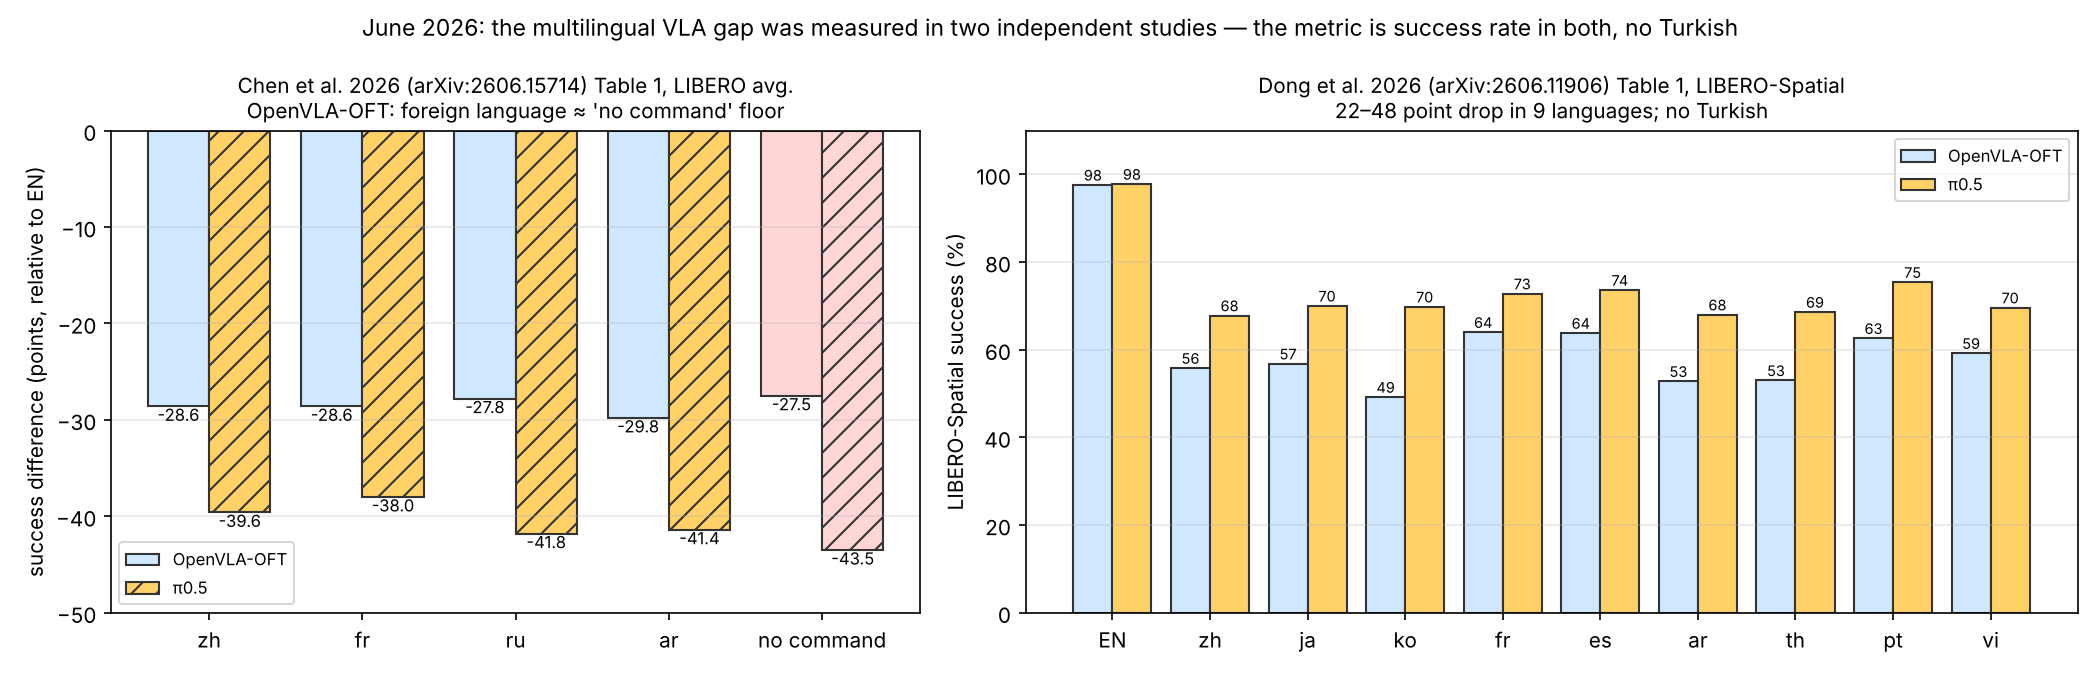 June 2026: the multilingual VLA gap was measured in two independent studies — the metric is success rate in both, no Turkish
Chen et al. 2026 (arXiv:2606.15714) Table 1, LIBERO avg.
OpenVLA-OFT: foreign language ≈ 'no command' floor
success difference (points, relative to EN)
0
−10
−20
−30
−40
−50
-28.6
-39.6
-28.6
-38.0
-27.8
-41.8
-29.8
-41.4
-27.5
-43.5
OpenVLA-OFT
π0.5
zh
fr
ru
ar
no command
Dong et al. 2026 (arXiv:2606.11906) Table 1, LIBERO-Spatial
22–48 point drop in 9 languages; no Turkish
LIBERO-Spatial success (%)
100
80
60
40
20
0
98
98
56
68
57
70
49
70
64
73
64
74
53
68
53
69
63
75
59
70
OpenVLA-OFT
π0.5
EN
zh
ja
ko
fr
es
ar
th
pt
vi